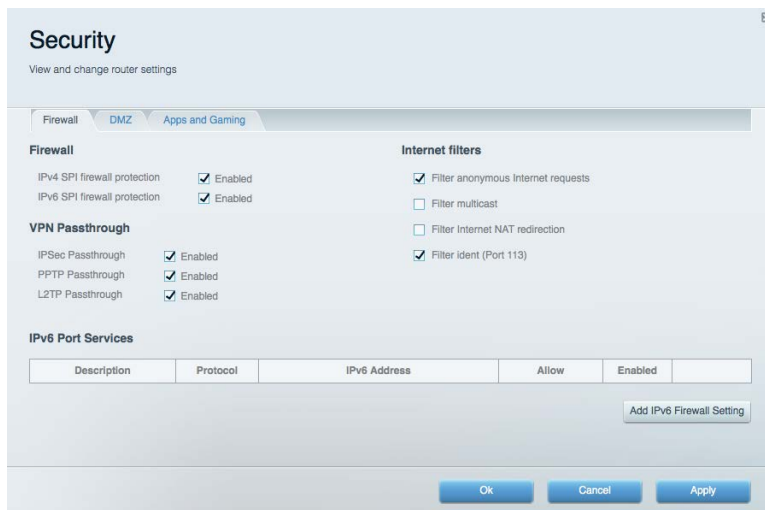 Security
View and change router settings
Firewall DMZ Apps and Gaming
Firewall
IPv4 SPI firewall protection Enabled
IPv6 SPI firewall protection Enabled
VPN Passthrough
IPSec Passthrough Enabled
PPTP Passthrough Enabled
L2TP Passthrough Enabled
Internet filters
Filter anonymous Internet requests
Filter multicast
Filter Internet NAT redirection
Filter ident (Port 113)
IPv6 Port Services
Description Protocol IPv6 Address Allow Enabled
Add IPv6 Firewall Setting
Ok Cancel Apply